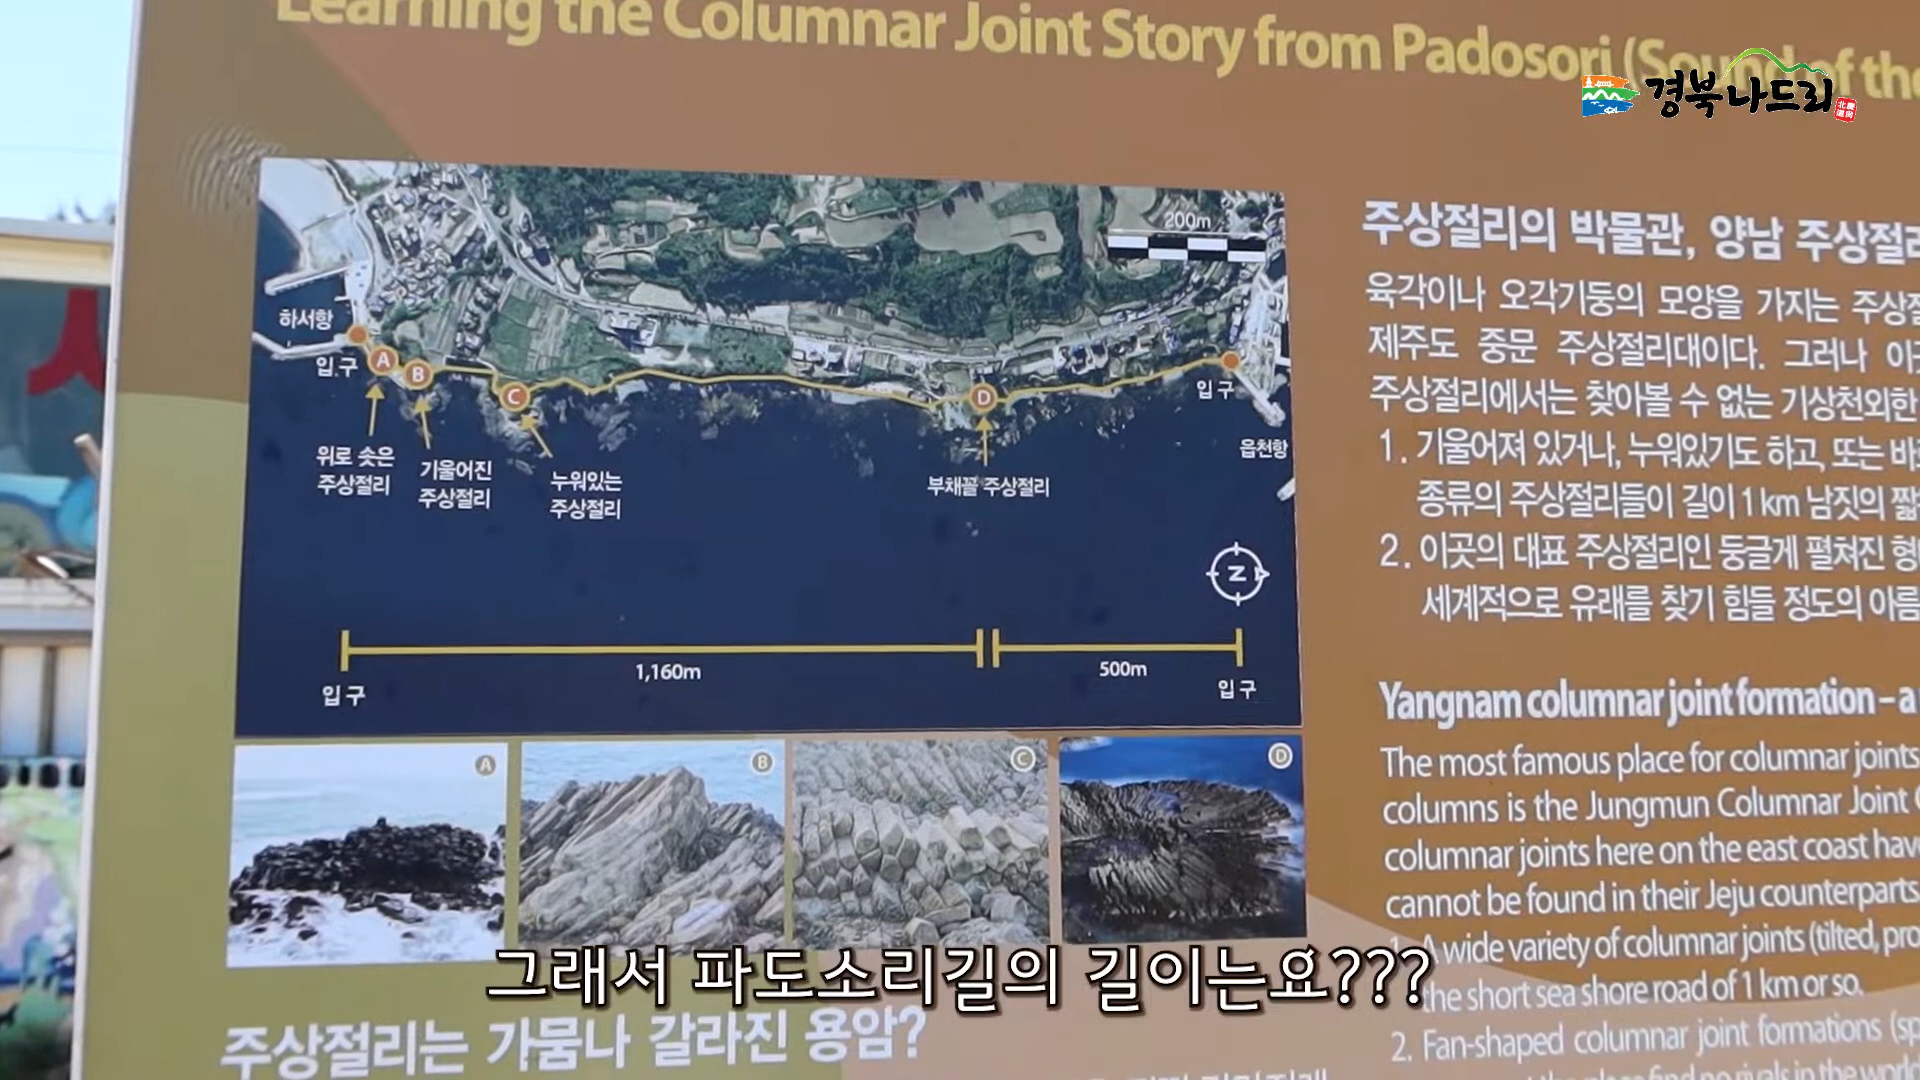 Learning the Columnar Joint Story from Padosori (Sound of the
경북나드리
200m
하서항
입구
A
B
C
D
입구
읍천항
위로 솟은
주상절리
기울어진
주상절리
누워있는
주상절리
부채꼴 주상절리
Z
1,160m
500m
입구
입구
A
B
C
D
주상절리의 박물관, 양남 주상절리
육각이나 오각기둥의 모양을 가지는 주상절
제주도 중문 주상절리대이다. 그러나 이곳
주상절리에서는 찾아볼 수 없는 기상천외한
1. 기울어져 있거나, 누워있기도 하고, 또는 바
종류의 주상절리들이 길이 1km 남짓의 짧
2. 이곳의 대표 주상절리인 둥글게 펼쳐진 형
세계적으로 유래를 찾기 힘들 정도의 아름
Yangnam columnar joint formation – a
The most famous place for columnar joints
columns is the Jungmun Columnar Joint
columnar joints here on the east coast have
cannot be found in their Jeju counterparts.
1. A wide variety of columnar joints (tilted, pro
the short sea shore road of 1 km or so.
2. Fan-shaped columnar joint formations (sp
the place find no rivals in the world
그래서 파도소리길의 길이는요???
주상절리는 가뭄나 갈라진 용암?